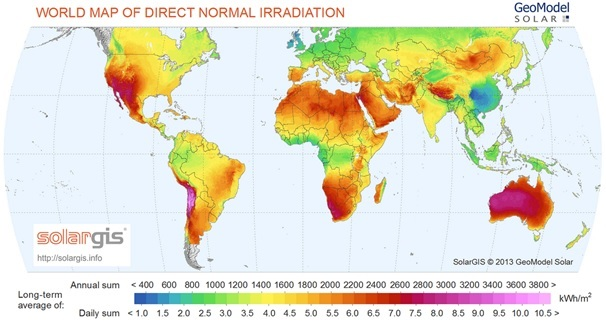 WORLD MAP OF DIRECT NORMAL IRRADIATION
GeoModel
SOLAR
solargis
http://solargis.info
SolarGIS © 2013 GeoModel Solar
Annual sum < 400 600 800 1000 1200 1400 1600 1800 2000 2200 2400 2600 2800 3000 3200 3400 3600 3800 >
Long-term
average of:
kWh/m²
Daily sum < 1.0 1.5 2.0 2.5 3.0 3.5 4.0 4.5 5.0 5.5 6.0 6.5 7.0 7.5 8.0 8.5 9.0 9.5 10.0 10.5 >